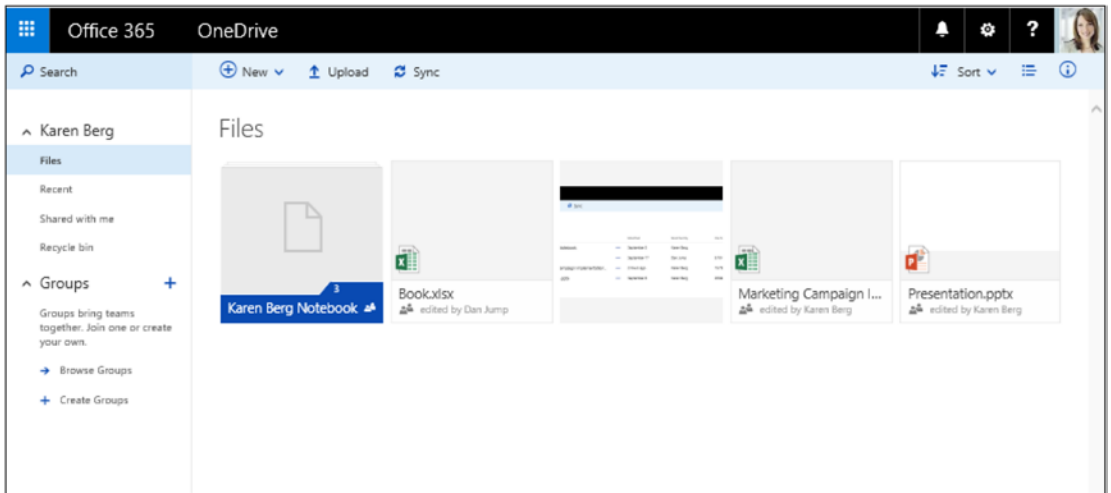 Office 365
OneDrive
?
Search
New
Upload
Sync
Sort
Karen Berg
Files
Recent
Shared with me
Recycle bin
Groups
Groups bring teams
together. Join one or create
your own.
Browse Groups
Create Groups
Files
3
Karen Berg Notebook
Book.xlsx
edited by Dan Jump
Marketing Campaign I...
edited by Karen Berg
Presentation.pptx
edited by Karen Berg